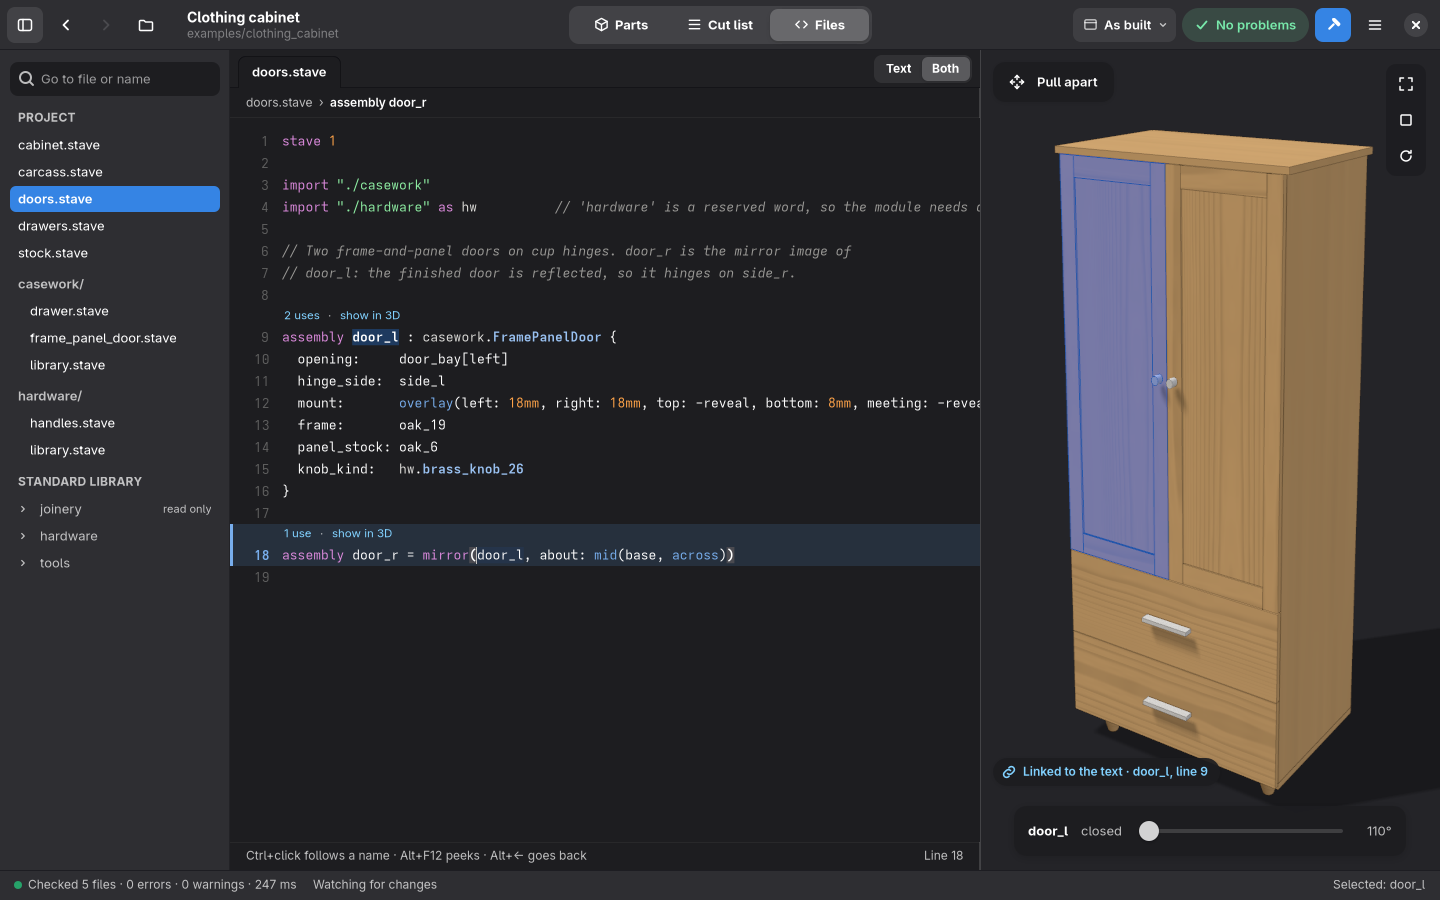 Clothing cabinet
examples/clothing_cabinet
Parts
Cut list
Files
As built
No problems
Go to file or name
PROJECT
cabinet.stave
carcass.stave
doors.stave
drawers.stave
stock.stave
casework/
drawer.stave
frame_panel_door.stave
library.stave
hardware/
handles.stave
library.stave
STANDARD LIBRARY
joinery read only
hardware
tools
doors.stave
Text Both
doors.stave › assembly door_r
1 stave 1
2
3 import "./casework"
4 import "./hardware" as hw // 'hardware' is a reserved word, so the module needs
5
6 // Two frame-and-panel doors on cup hinges. door_r is the mirror image of
7 // door_l: the finished door is reflected, so it hinges on side_r.
8
2 uses · show in 3D
9 assembly door_l : casework.FramePanelDoor {
10 opening: door_bay[left]
11 hinge_side: side_l
12 mount: overlay(left: 18mm, right: 18mm, top: -reveal, bottom: 8mm, meeting: -revea
13 frame: oak_19
14 panel_stock: oak_6
15 knob_kind: hw.brass_knob_26
16 }
17
1 use · show in 3D
18 assembly door_r = mirror(door_l, about: mid(base, across))
19
Ctrl+click follows a name · Alt+F12 peeks · Alt+← goes back
Line 18
Pull apart
Linked to the text · door_l, line 9
door_l closed 110°
Checked 5 files · 0 errors · 0 warnings · 247 ms
Watching for changes
Selected: door_l